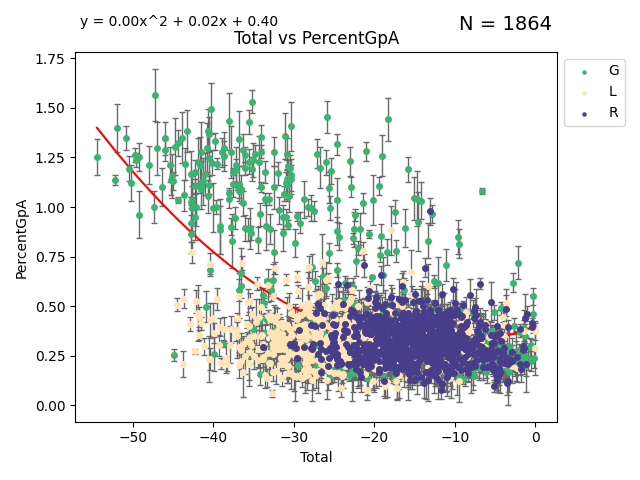 y = 0.00x^2 + 0.02x + 0.40
N = 1864
Total vs PercentGpA
PercentGpA
1.75
1.50
1.25
1.00
0.75
0.50
0.25
0.00
−50
−40
−30
−20
−10
0
Total
G
L
R